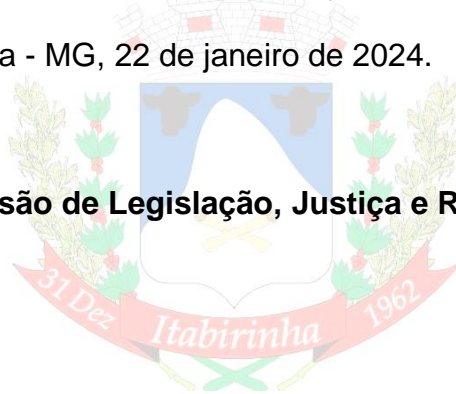 a - MG, 22 de janeiro de 2024.
são de Legislação, Justiça e R
31 Dez Itabirinha 1962